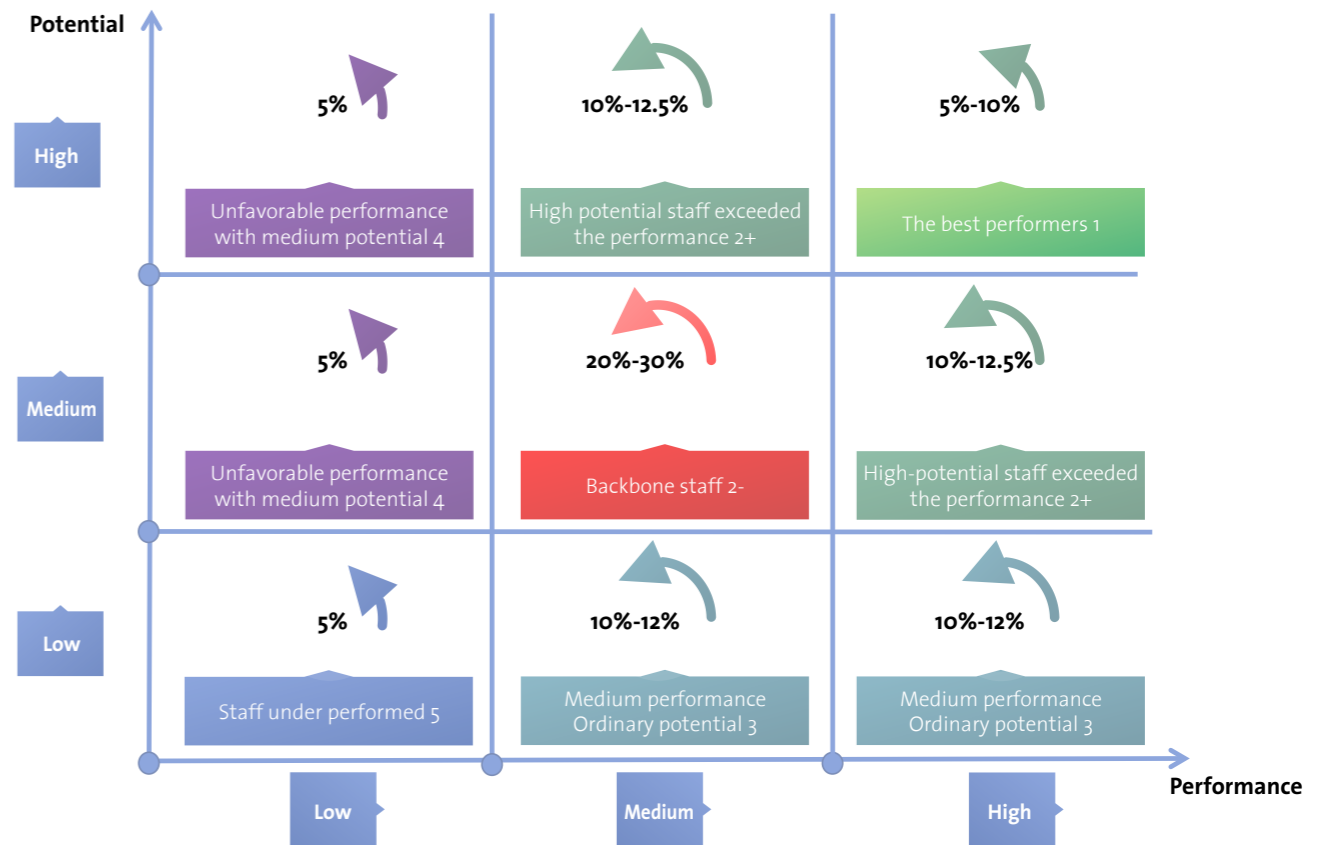 Potential
5%
10%-12.5%
5%-10%
High
Unfavorable performance
with medium potential 4
High potential staff exceeded
the performance 2+
The best performers 1
5%
20%-30%
10%-12.5%
Medium
Unfavorable performance
with medium potential 4
Backbone staff 2-
High-potential staff exceeded
the performance 2+
5%
10%-12%
10%-12%
Low
Staff under performed 5
Medium performance
Ordinary potential 3
Medium performance
Ordinary potential 3
Performance
Low
Medium
High